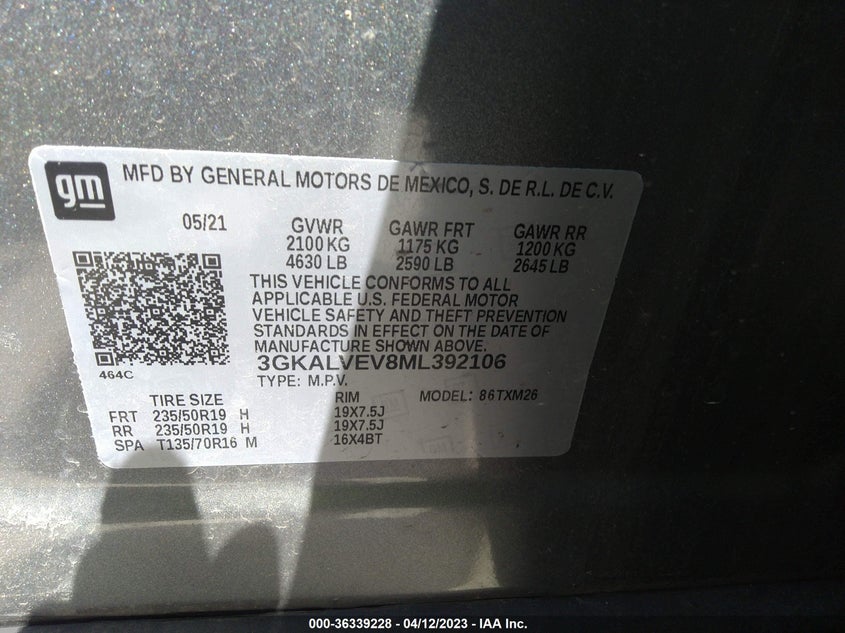 gm
MFD BY GENERAL MOTORS DE MEXICO, S. DE R.L. DE C.V.
05/21 GVWR GAWR FRT GAWR RR
2100 KG 1175 KG 1200 KG
4630 LB 2590 LB 2645 LB
THIS VEHICLE CONFORMS TO ALL
APPLICABLE U.S. FEDERAL MOTOR
VEHICLE SAFETY AND THEFT PREVENTION
STANDARDS IN EFFECT ON THE DATE OF
MANUFACTURE SHOWN ABOVE.
464C
3GKALVEV8ML392106
TYPE: M.P.V. MODEL: 86TXM26
TIRE SIZE RIM
FRT 235/50R19 H 19X7.5J
RR 235/50R19 H 19X7.5J
SPA T135/70R16 M 16X4BT
000-36339228 - 04/12/2023 - IAA Inc.